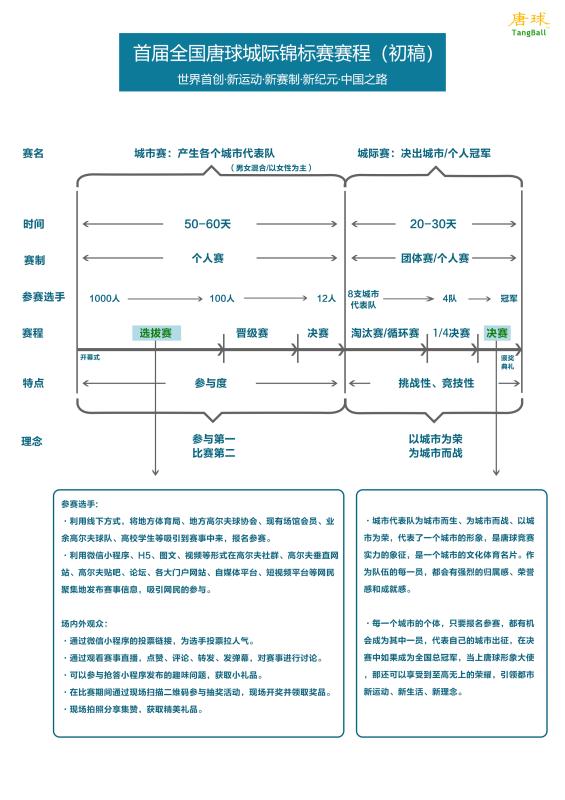 唐球
TangBall
首届全国唐球城际锦标赛赛程（初稿）
世界首创·新运动·新赛制·新纪元·中国之路
赛名
城市赛：产生各个城市代表队
（男女混合/以女性为主）
城际赛：决出城市/个人冠军
时间
50-60天
20-30天
赛制
个人赛
团体赛/个人赛
参赛选手
1000人
100人
12人
8支城市
代表队
4队
冠军
赛程
选拔赛
晋级赛
决赛
淘汰赛/循环赛
1/4决赛
决赛
开幕式
颁奖
典礼
特点
参与度
挑战性、竞技性
理念
参与第一
比赛第二
以城市为荣
为城市而战
参赛选手：
·利用线下方式，将地方体育局、地方高尔夫球协会、现有场馆会员、业
余高尔夫球队、高校学生等吸引到赛事中来，报名参赛。
·利用微信小程序、H5、图文、视频等形式在高尔夫社群、高尔夫垂直网
站、高尔夫贴吧、论坛、各大门户网站、自媒体平台、短视频平台等网民
聚集地发布赛事信息，吸引网民的参与。
场内外观众：
·通过微信小程序的投票链接，为选手投票拉人气。
·通过观看赛事直播，点赞、评论、转发、发弹幕，对赛事进行讨论。
·可以参与抢答小程序发布的趣味问题，获取小礼品。
·在比赛期间通过现场扫描二维码参与抽奖活动，现场开奖并领取奖品。
·现场拍照分享集赞，获取精美礼品。
·城市代表队为城市而生、为城市而战、以城
市为荣，代表了一个城市的形象，是唐球竞赛
实力的象征，是一个城市的文化体育名片。作
为队伍的每一员，都会有强烈的归属感、荣誉
感和成就感。
·每一个城市的个体，只要报名参赛，都有机
会成为其中一员，代表自己的城市出征，在决
赛中如果成为全国总冠军，当上唐球形象大使
，那还可以享受到至高无上的荣耀，引领都市
新运动、新生活、新理念。